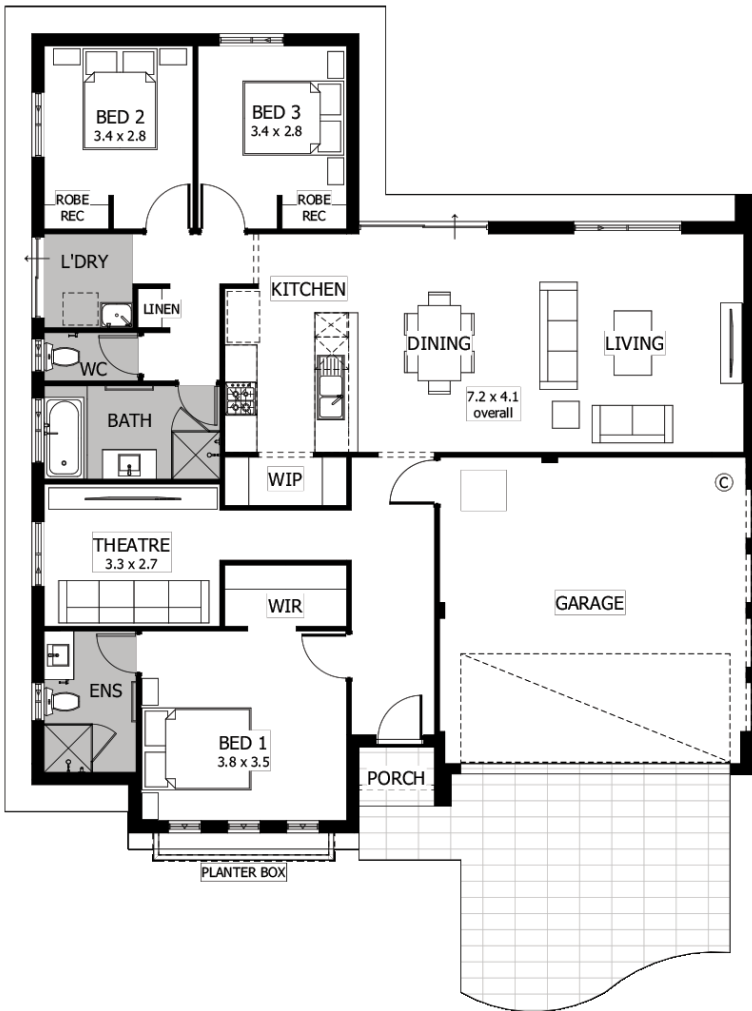 BED 2
3.4 x 2.8
BED 3
3.4 x 2.8
ROBE
REC
ROBE
REC
L'DRY
LINEN
KITCHEN
DINING
LIVING
WC
7.2 x 4.1
overall
BATH
WIP
C
THEATRE
3.3 x 2.7
WIR
GARAGE
ENS
BED 1
3.8 x 3.5
PORCH
PLANTER BOX